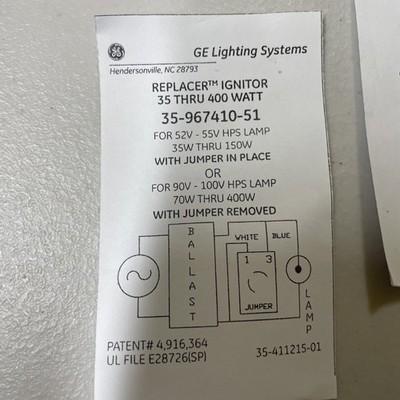 GE GE Lighting Systems
Hendersonville, NC 28793
REPLACER™ IGNITOR
35 THRU 400 WATT
35-967410-51
FOR 52V - 55V HPS LAMP
35W THRU 150W
WITH JUMPER IN PLACE
OR
FOR 90V - 100V HPS LAMP
70W THRU 400W
WITH JUMPER REMOVED
BALLAST
WHITE BLUE
1 3
JUMPER
LAMP
PATENT# 4,916,364
UL FILE E28726(SP) 35-411215-01